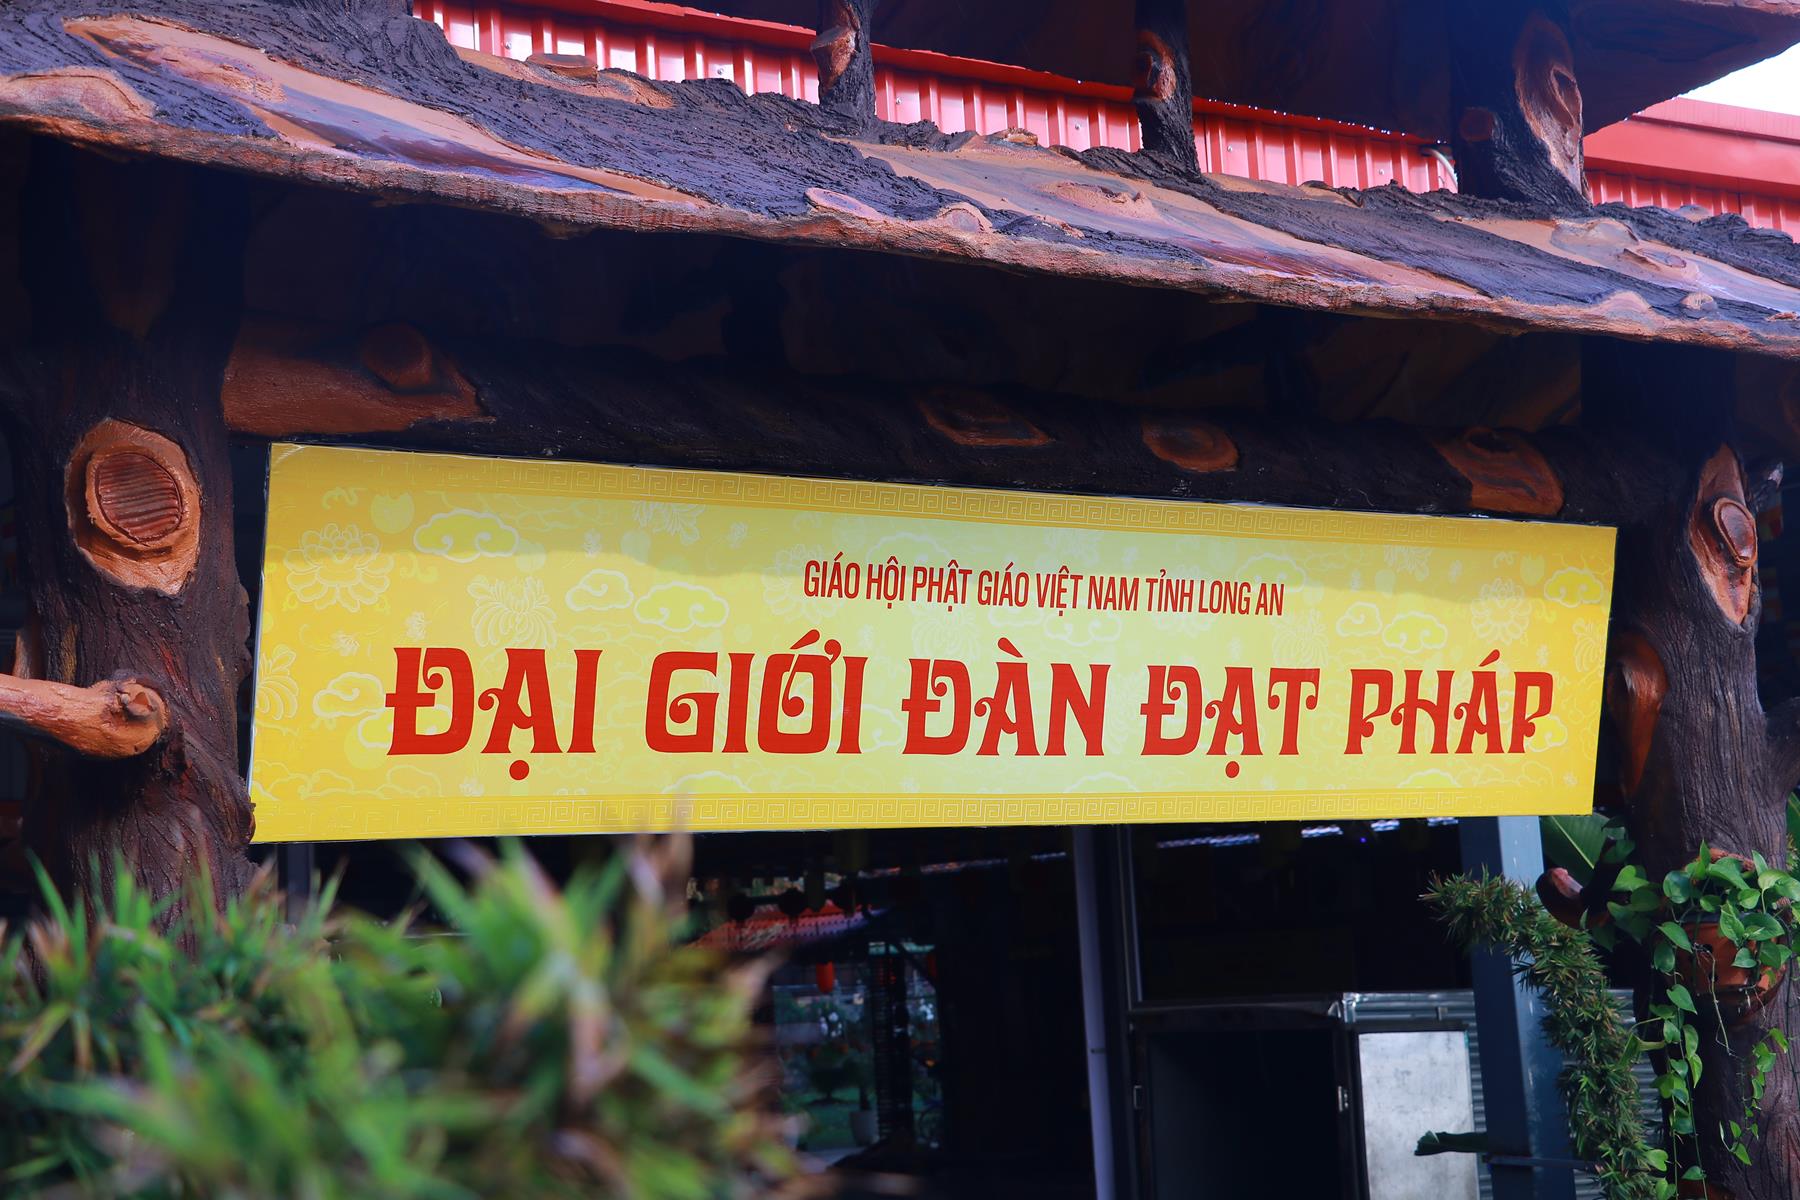 GIÁO HỘI PHẬT GIÁO VIỆT NAM TỈNH LONG AN
ĐẠI GIỚI ĐÀN ĐẠT PHÁP